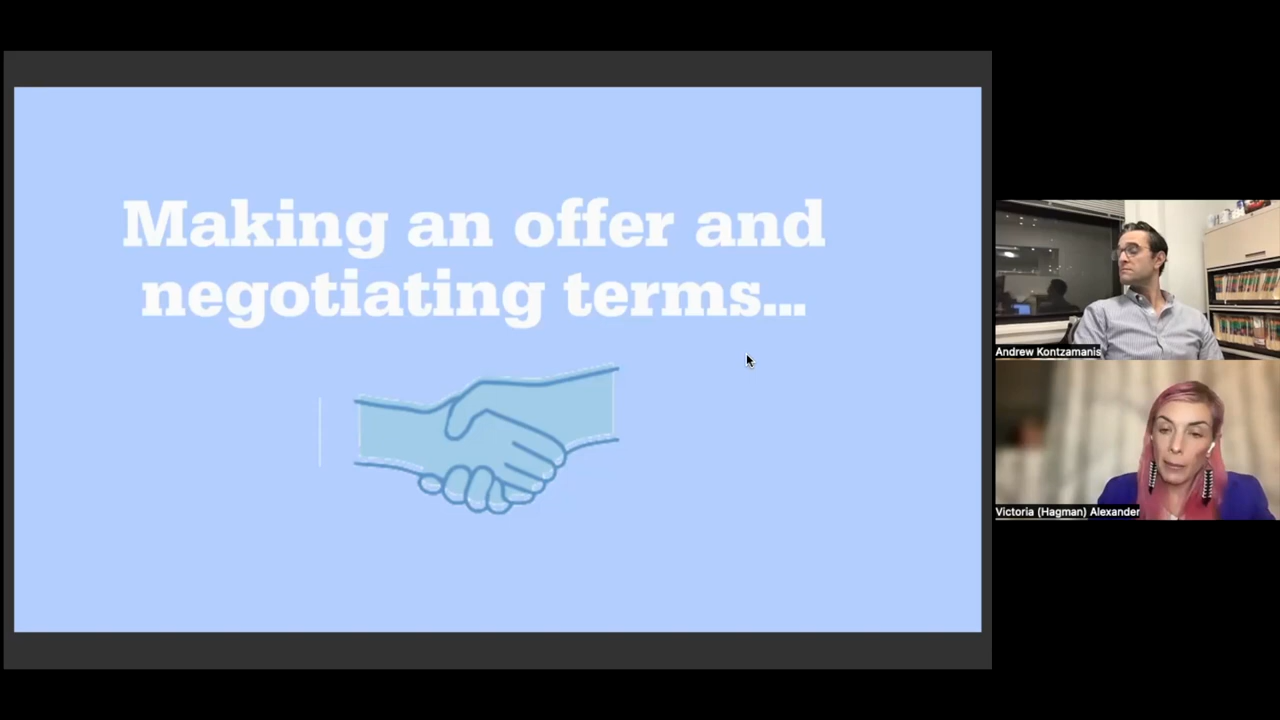 Making an offer and
negotiating terms...
Andrew Kontzamanis
Victoria (Hagman) Alexander